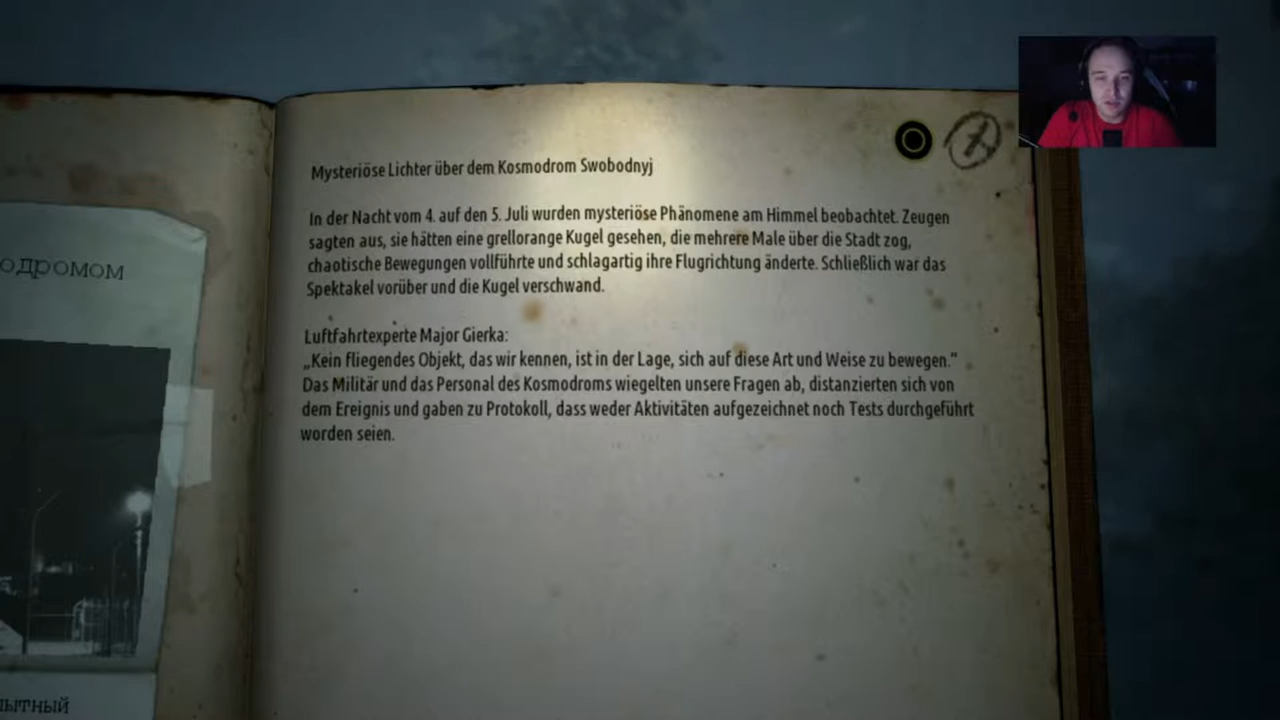 одромом
ытный
Mysteriöse Lichter über dem Kosmodrom Swobodnyj
In der Nacht vom 4. auf den 5. Juli wurden mysteriöse Phänomene am Himmel beobachtet. Zeugen
sagten aus, sie hätten eine grellorange Kugel gesehen, die mehrere Male über die Stadt zog,
chaotische Bewegungen vollführte und schlagartig ihre Flugrichtung änderte. Schließlich war das
Spektakel vorüber und die Kugel verschwand.
Luftfahrtexperte Major Gierka:
„Kein fliegendes Objekt, das wir kennen, ist in der Lage, sich auf diese Art und Weise zu bewegen.“
Das Militär und das Personal des Kosmodroms wiegelten unsere Fragen ab, distanzierten sich von
dem Ereignis und gaben zu Protokoll, dass weder Aktivitäten aufgezeichnet noch Tests durchgeführt
worden seien.